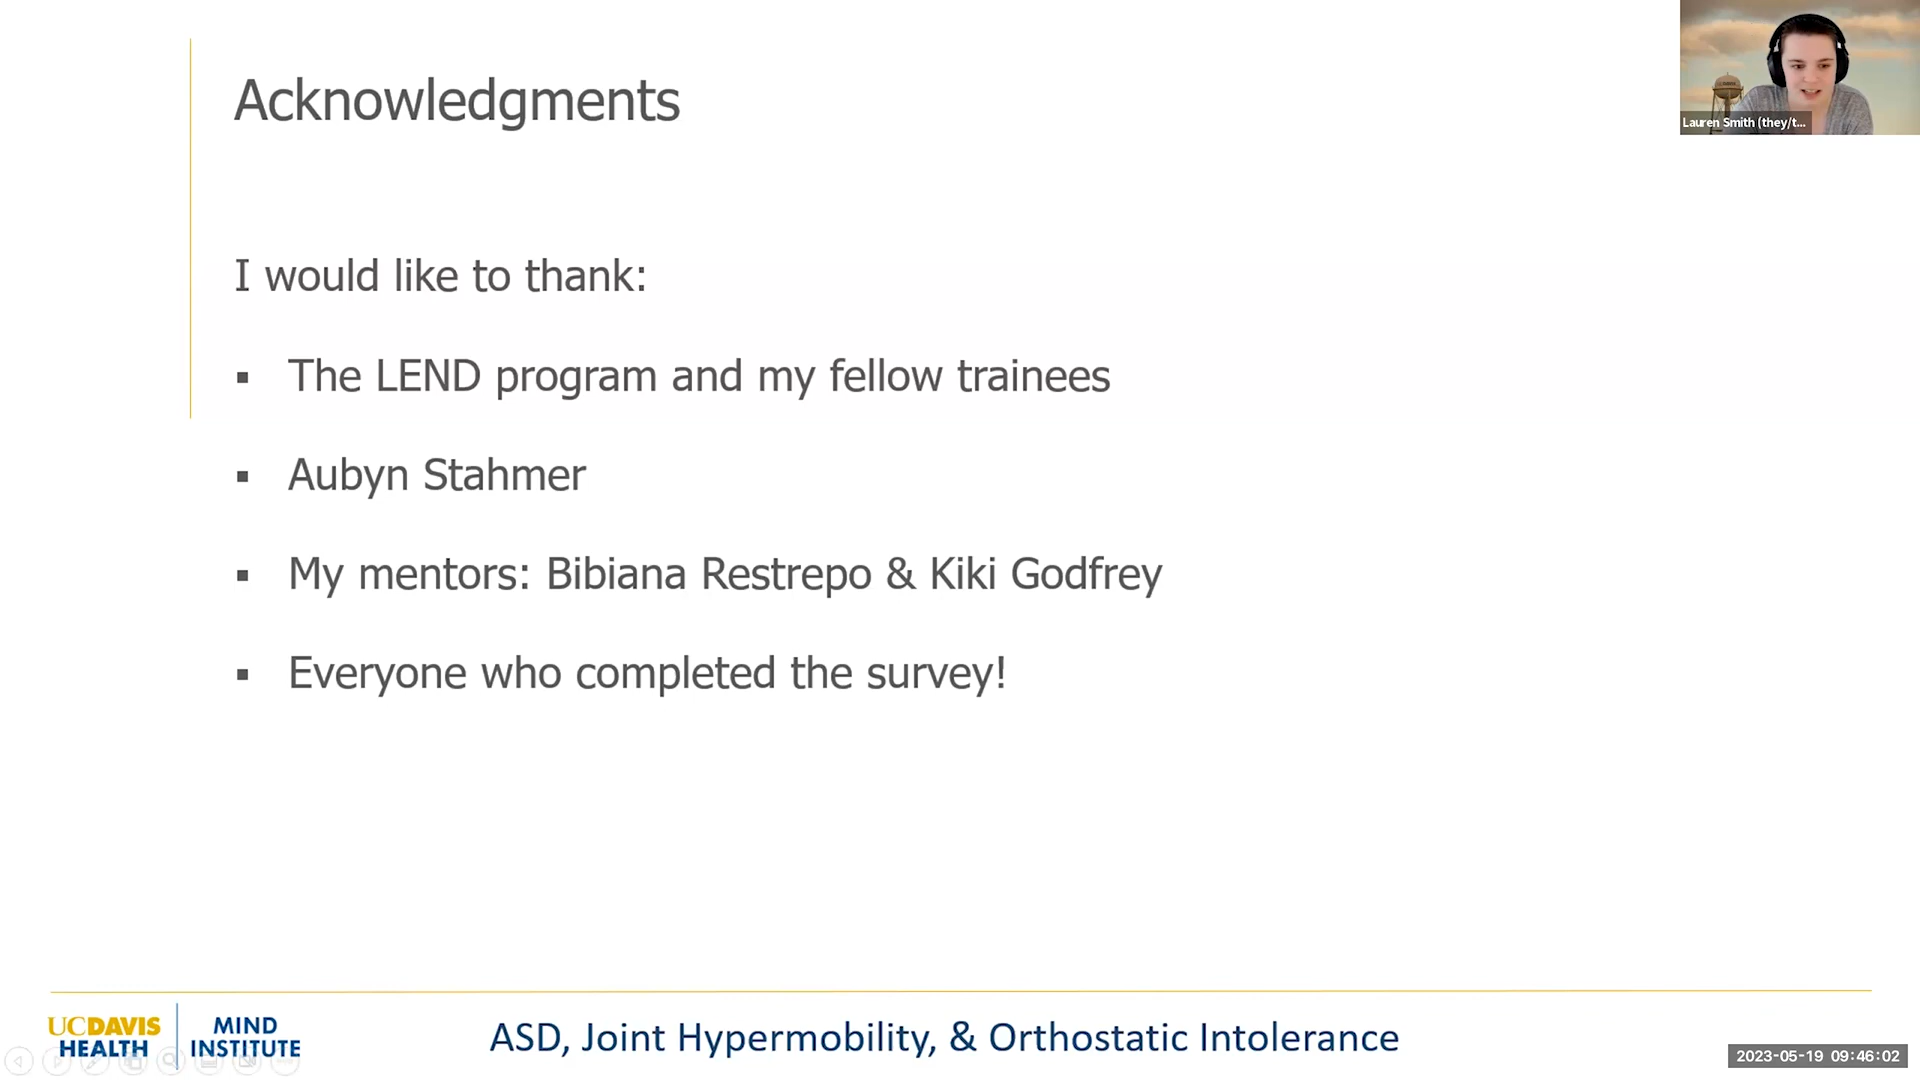 Acknowledgments
Lauren Smith (they/t...
I would like to thank:
▪ The LEND program and my fellow trainees
▪ Aubyn Stahmer
▪ My mentors: Bibiana Restrepo & Kiki Godfrey
▪ Everyone who completed the survey!
UCDAVIS HEALTH
MIND INSTITUTE
ASD, Joint Hypermobility, & Orthostatic Intolerance
2023-05-19 09:46:02